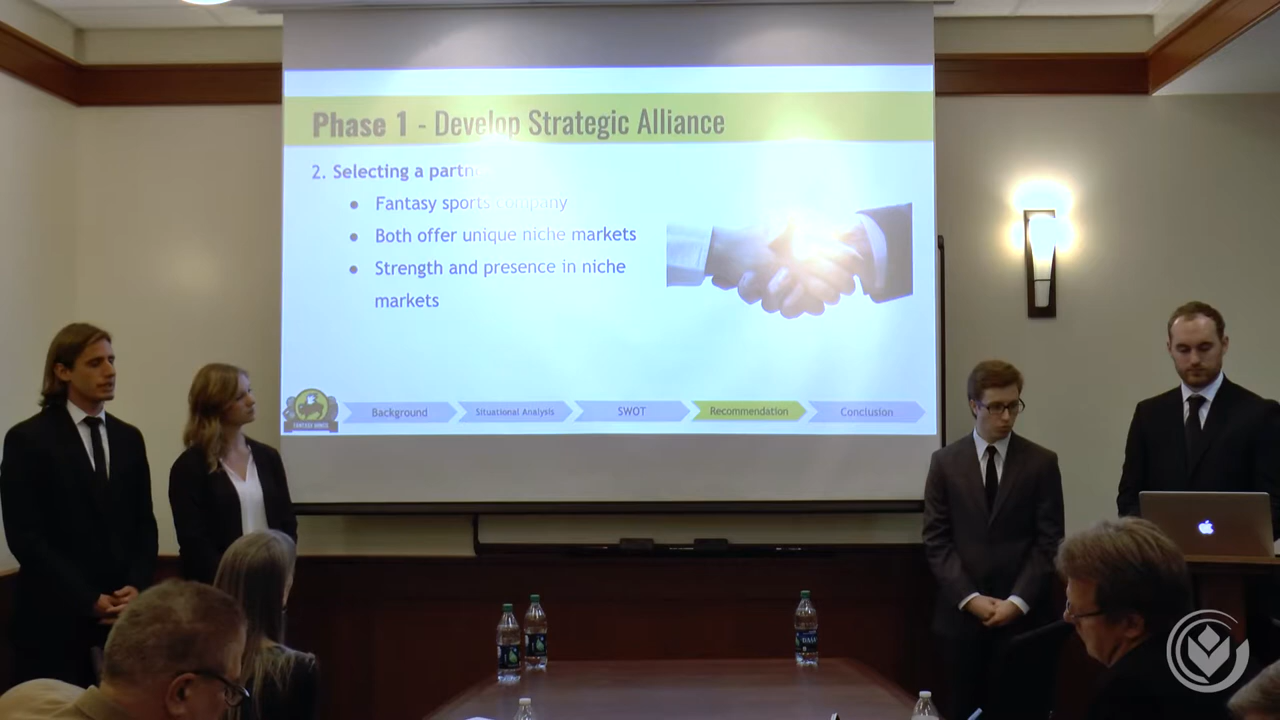 Phase 1 - Develop Strategic Alliance
2. Selecting a partner
● Fantasy sports company
● Both offer unique niche markets
● Strength and presence in niche
markets
Background
Situational Analysis
SWOT
Recommendation
Conclusion